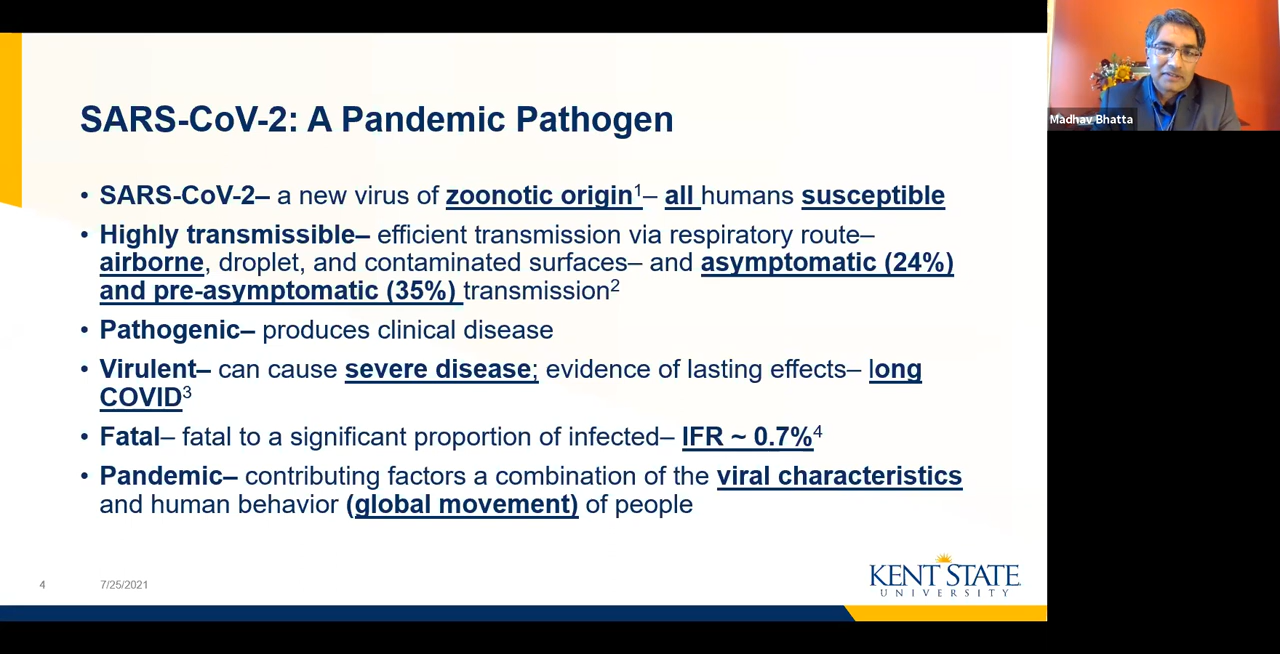 SARS-CoV-2: A Pandemic Pathogen
• SARS-CoV-2– a new virus of zoonotic origin¹– all humans susceptible
• Highly transmissible– efficient transmission via respiratory route–
airborne, droplet, and contaminated surfaces– and asymptomatic (24%)
and pre-asymptomatic (35%) transmission²
• Pathogenic– produces clinical disease
• Virulent– can cause severe disease; evidence of lasting effects– long
COVID³
• Fatal– fatal to a significant proportion of infected– IFR ~ 0.7%⁴
• Pandemic– contributing factors a combination of the viral characteristics
and human behavior (global movement) of people
4
7/25/2021
KENT STATE
UNIVERSITY
Madhav Bhatta